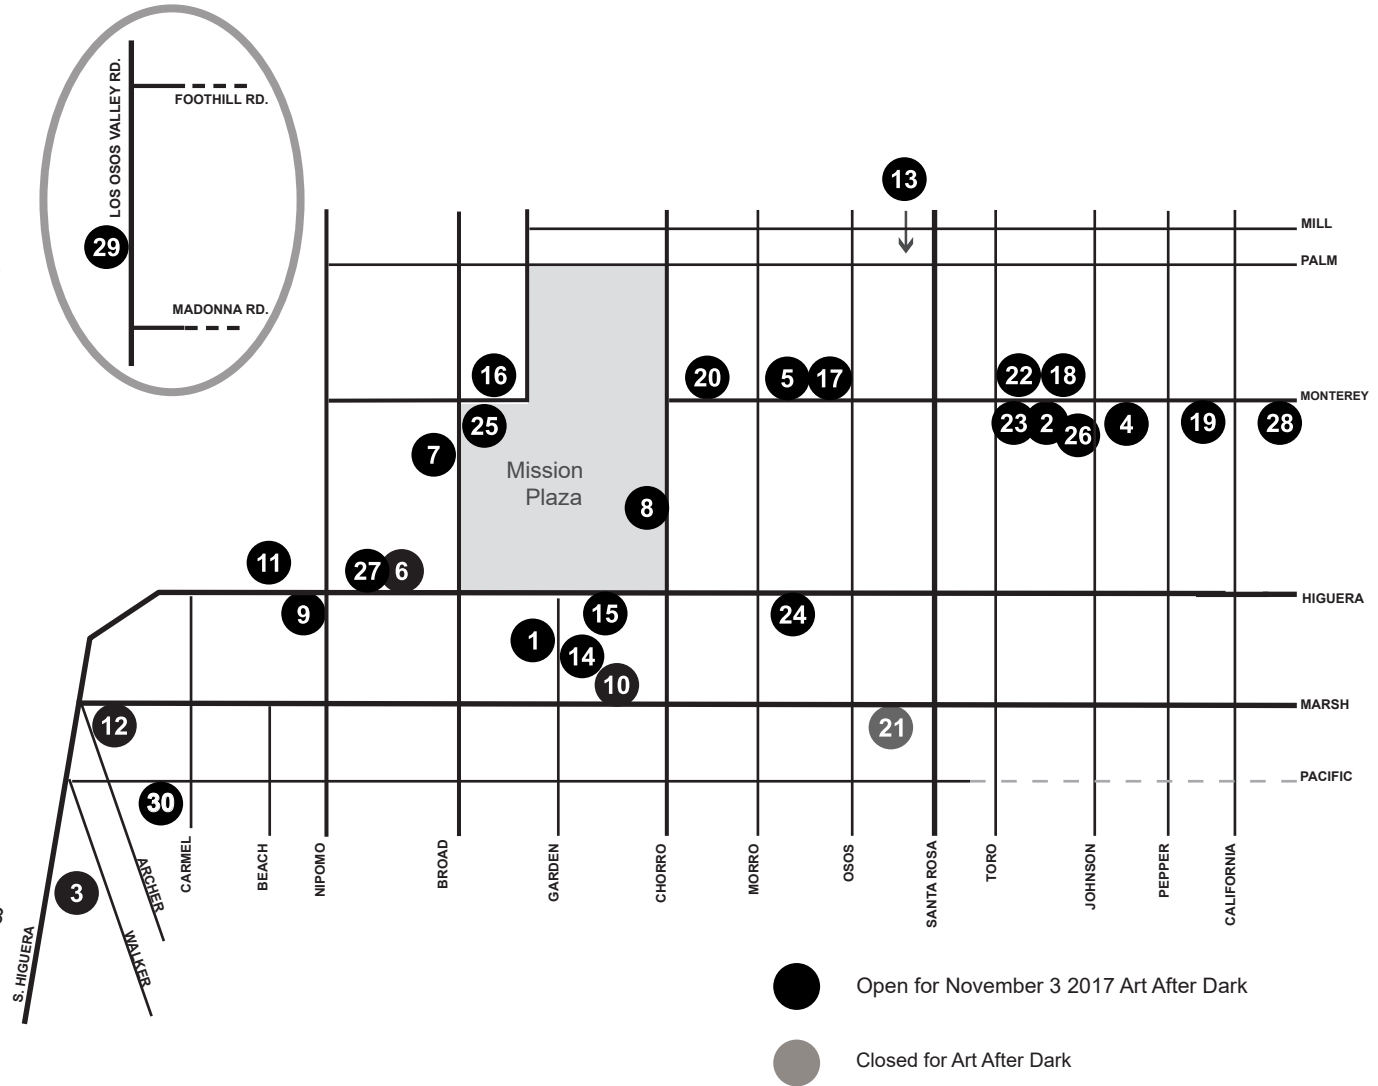 LOS OSOS VALLEY RD.
FOOTHILL RD.
29
MADONNA RD.
13
MILL
PALM
16
20
5
17
22
18
MONTEREY
25
23
2
26
4
19
28
7
Mission
Plaza
8
11
27
6
HIGUERA
9
15
24
1
14
10
MARSH
12
21
PACIFIC
30
3
ARCHER
WALKER
S. HIGUERA
CARMEL
BEACH
NIPOMO
BROAD
GARDEN
CHORRO
MORRO
OSOS
SANTA ROSA
TORO
JOHNSON
PEPPER
CALIFORNIA
Open for November 3 2017 Art After Dark
Closed for Art After Dark